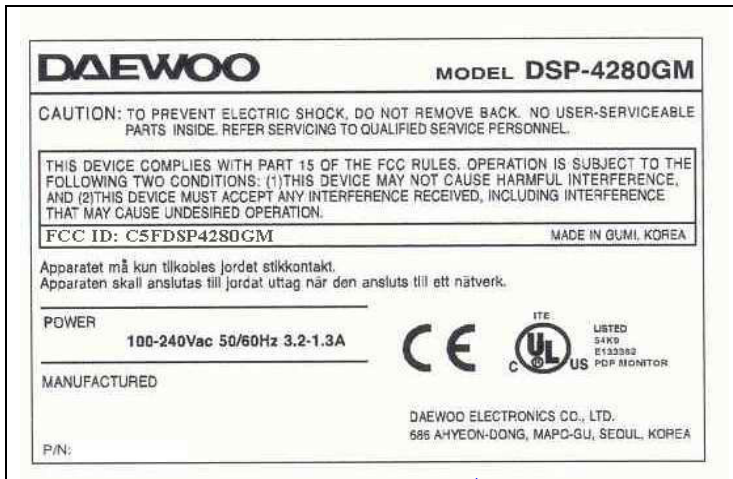 DAEWOO MODEL DSP-4280GM
CAUTION: TO PREVENT ELECTRIC SHOCK, DO NOT REMOVE BACK. NO USER-SERVICEABLE
PARTS INSIDE. REFER SERVICING TO QUALIFIED SERVICE PERSONNEL.
THIS DEVICE COMPLIES WITH PART 15 OF THE FCC RULES. OPERATION IS SUBJECT TO THE
FOLLOWING TWO CONDITIONS: (1)THIS DEVICE MAY NOT CAUSE HARMFUL INTERFERENCE,
AND (2)THIS DEVICE MUST ACCEPT ANY INTERFERENCE RECEIVED, INCLUDING INTERFERENCE
THAT MAY CAUSE UNDESIRED OPERATION.
FCC ID: C5FDSP4280GM MADE IN GUMI, KOREA
Apparatet må kun tilkobles jordet stikkontakt.
Apparaten skall anslutas till jordat uttag när den ansluts till ett nätverk.
POWER
100-240Vac 50/60Hz 3.2-1.3A
CE
ITE
C UL US
LISTED
54K9
E133382
PDP MONITOR
MANUFACTURED
DAEWOO ELECTRONICS CO., LTD.
686 AHYEON-DONG, MAPO-GU, SEOUL, KOREA
P/N: